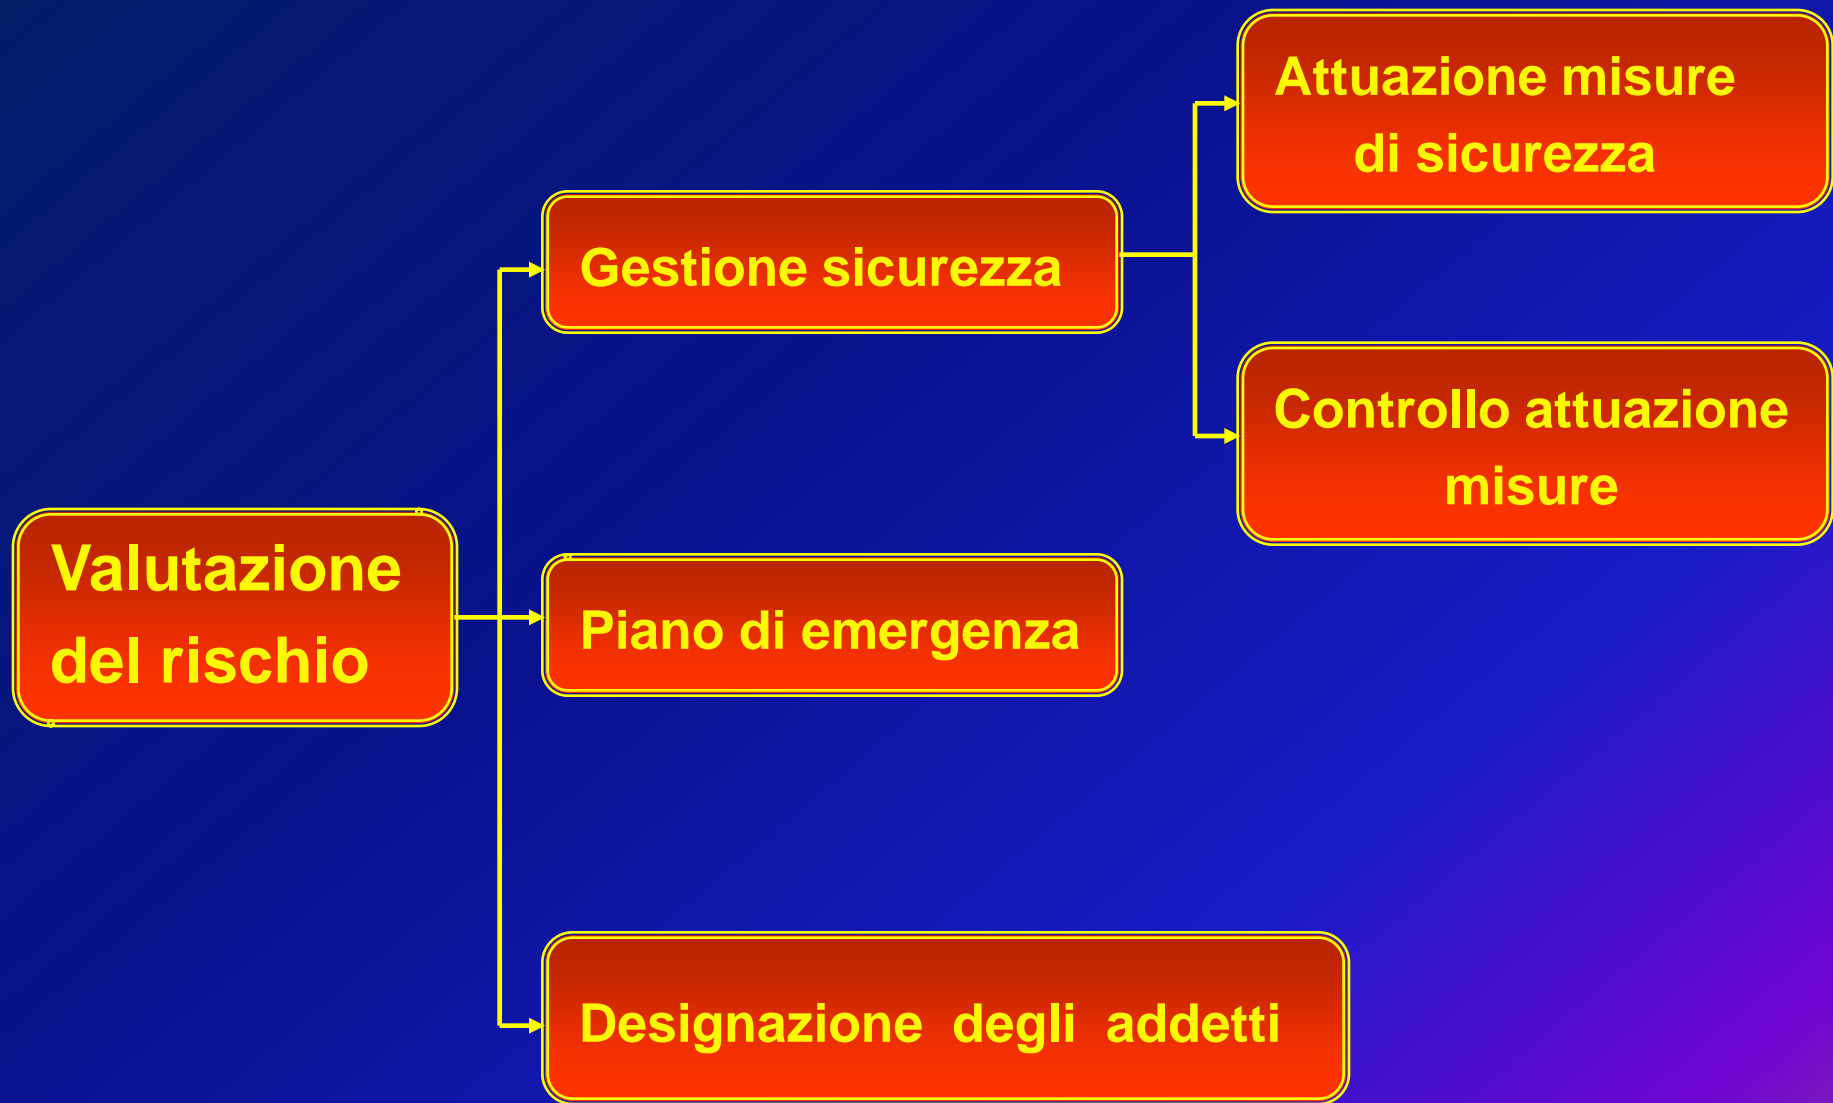 Attuazione misure
di sicurezza
Gestione sicurezza
Controllo attuazione
misure
Valutazione
del rischio
Piano di emergenza
Designazione degli addetti